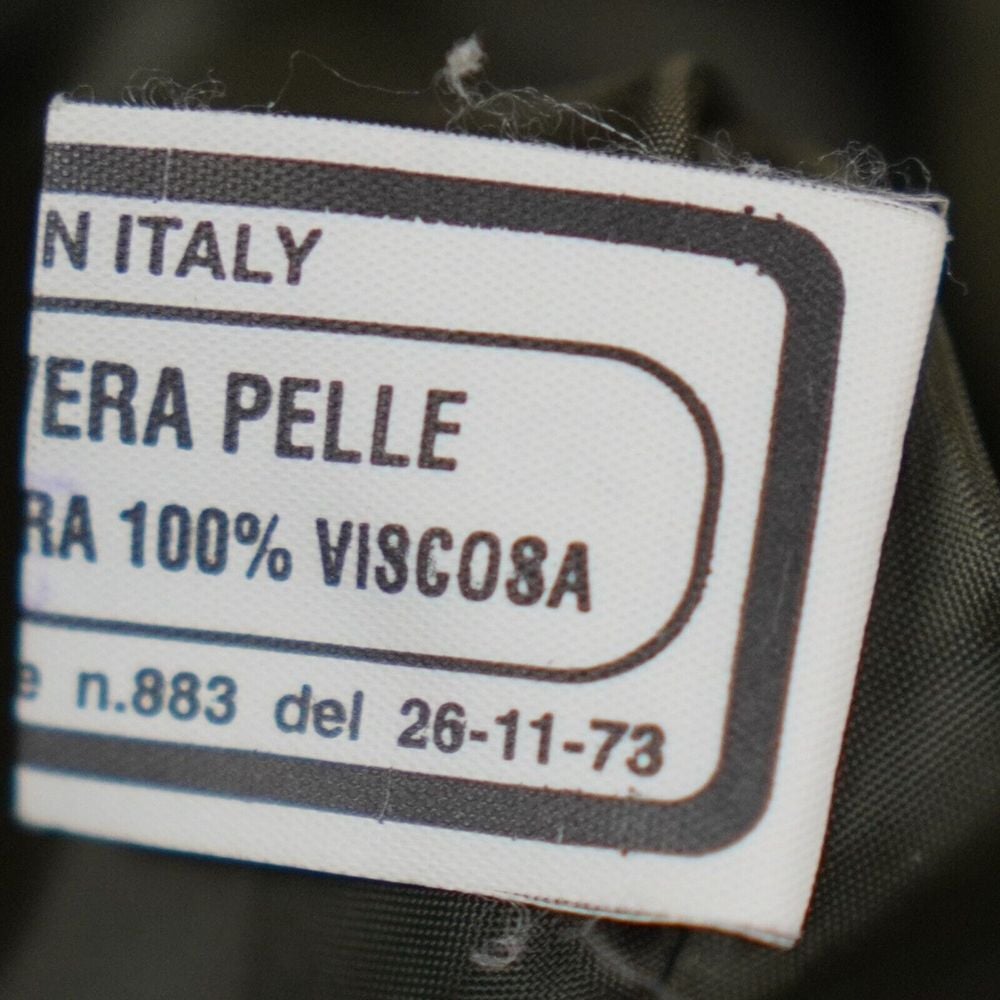 N ITALY
VERA PELLE
RA 100% VISCOSA
e n.883 del 26-11-73